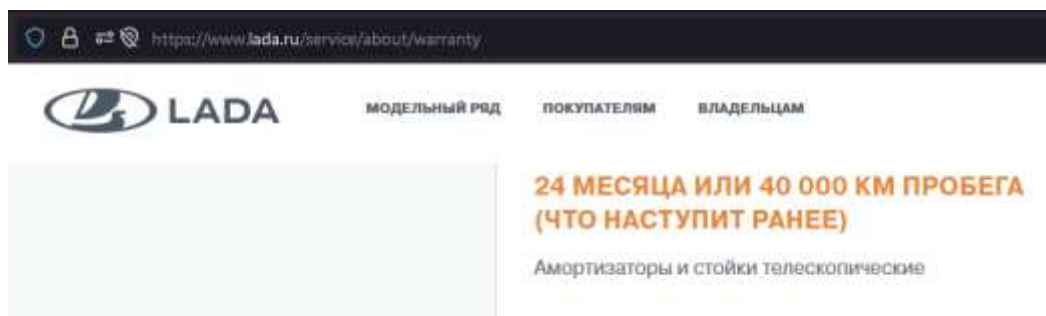 https://www.lada.ru/service/about/warranty
LADA МОДЕЛЬНЫЙ РЯД ПОКУПАТЕЛЯМ ВЛАДЕЛЬЦАМ
24 МЕСЯЦА ИЛИ 40 000 КМ ПРОБЕГА
(ЧТО НАСТУПИТ РАНЕЕ)
Амортизаторы и стойки телескопические